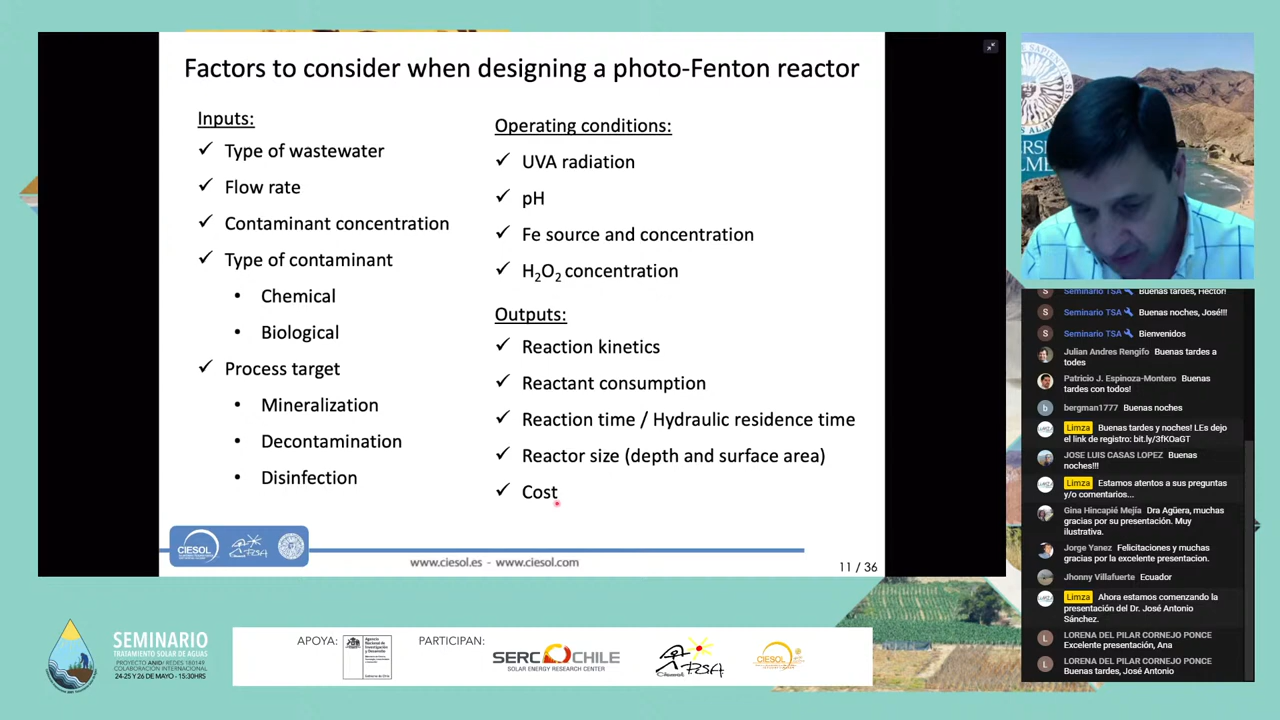 Factors to consider when designing a photo-Fenton reactor
Inputs:
✓ Type of wastewater
✓ Flow rate
✓ Contaminant concentration
✓ Type of contaminant
• Chemical
• Biological
✓ Process target
• Mineralization
• Decontamination
• Disinfection
Operating conditions:
✓ UVA radiation
✓ pH
✓ Fe source and concentration
✓ H₂O₂ concentration
Outputs:
✓ Reaction kinetics
✓ Reactant consumption
✓ Reaction time / Hydraulic residence time
✓ Reactor size (depth and surface area)
✓ Cost
CIESOL
www.ciesol.es - www.ciesol.com
11 / 36
Seminario TSA Buenas tardes, Héctor!
S Seminario TSA Buenas noches, José!!!
S Seminario TSA Bienvenidos
Julian Andres Rengifo Buenas tardes a
todes
Patricio J. Espinoza-Montero Buenas
tardes con todos!
b bergman1777 Buenas noches
Limza Buenas tardes y noches! LEs dejo
el link de registro: bit.ly/3fKOaGT
JOSE LUIS CASAS LOPEZ Buenas
noches!!!
Limza Estamos atentos a sus preguntas
y/o comentarios...
Gina Hincapié Mejía Dra Agüera, muchas
gracias por su presentación. Muy
ilustrativa.
Jorge Yanez Felicitaciones y muchas
gracias por la excelente presentacion.
Jhonny Villafuerte Ecuador
Limza Ahora estamos comenzando la
presentación del Dr. José Antonio
Sánchez.
L LORENA DEL PILAR CORNEJO PONCE
Excelente presentación, Ana
L LORENA DEL PILAR CORNEJO PONCE
Buenas tardes, José Antonio
SEMINARIO
TRATAMIENTO SOLAR DE AGUAS
PROYECTO ANID: REDES 180149
COLABORACIÓN INTERNACIONAL
24-25 Y 26 DE MAYO - 15:30HRS
APOYA:
PARTICIPAN:
SERC CHILE
SOLAR ENERGY RESEARCH CENTER
CIESOL